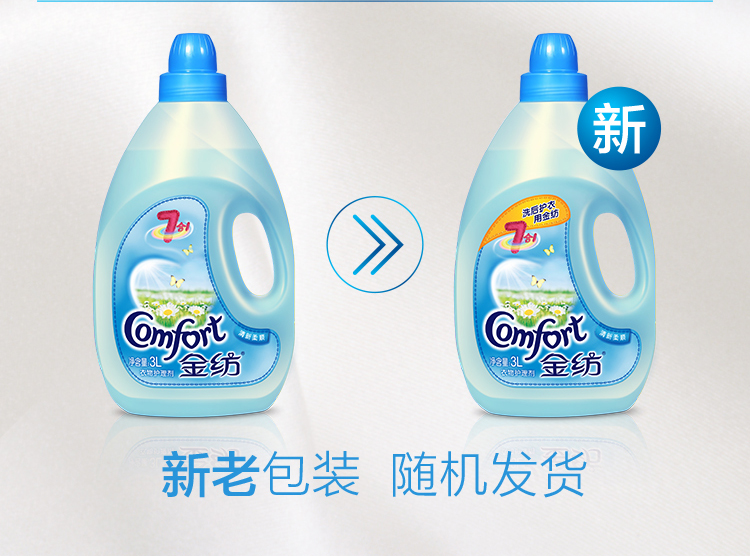 7合1
Comfort
清新柔顺
净含量 3L
金纺
衣物护理剂
新
洗后护衣
用金纺
7合1
Comfort
清新柔顺
净含量 3L
金纺
衣物护理剂
新老包装 随机发货